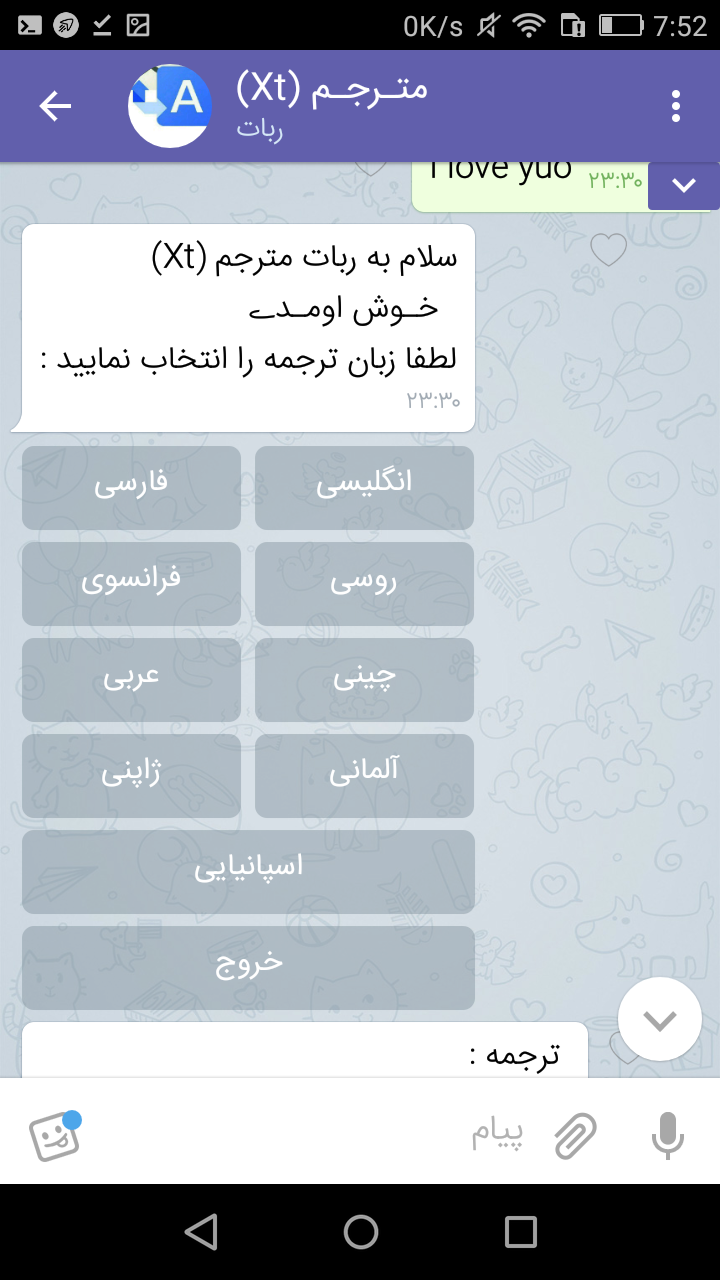 0K/s 7:52
متـرجـم (Xt)
ربات
I love yuo ۲۳:۳۰
سلام به ربات مترجم (Xt)
خـوش اومـدے
لطفا زبان ترجمه را انتخاب نمایید :
۲۳:۳۰
انگلیسی فارسی
روسی فرانسوی
چینی عربی
آلمانی ژاپنی
اسپانیایی
خروج
ترجمه :
پیام